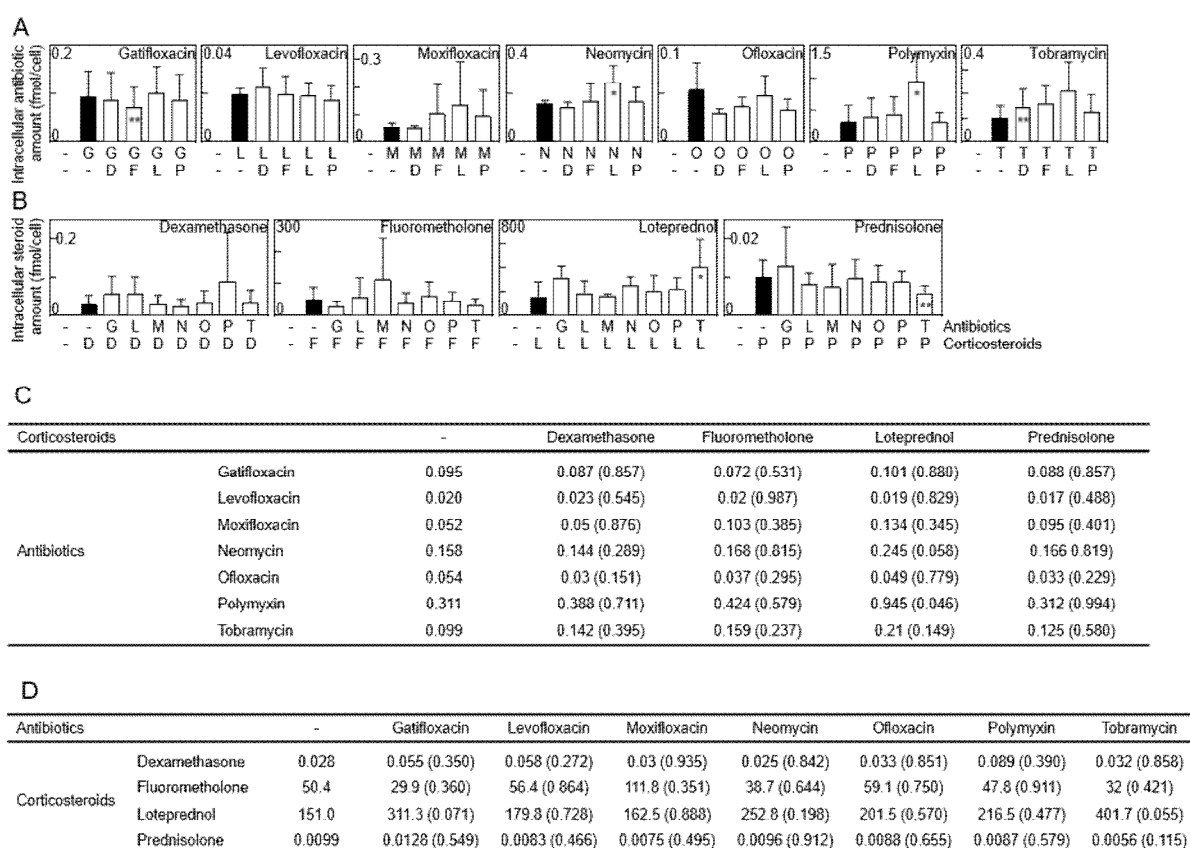 A
Intracellular antibiotic
amount (fmol/cell)
0.2 Gatifloxacin 0.04 Levofloxacin 0.3 Moxifloxacin 0.4 Neomycin 0.1 Ofloxacin 1.5 Polymyxin 0.4 Tobramycin
** * * **
0 0 0 0 0 0 0
- G G G G G - L L L L L - M M M M M - N N N N N - O O O O O - P P P P P - T T T T T
- - D F L P - - D F L P - - D F L P - - D F L P - - D F L P - - D F L P - - D F L P
B
Intracellular steroid
amount (fmol/cell)
0.2 Dexamethasone 300 Fluorometholone 800 Loteprednol 0.02 Prednisolone
* **
0 0 0 0
- - G L M N O P T - - G L M N O P T - - G L M N O P T - - G L M N O P T Antibiotics
- D D D D D D D D - F F F F F F F F - L L L L L L L L - P P P P P P P P Corticosteroids
C
Corticosteroids - Dexamethasone Fluorometholone Loteprednol Prednisolone
Gatifloxacin 0.095 0.087 (0.857) 0.072 (0.531) 0.101 (0.880) 0.088 (0.857)
Levofloxacin 0.020 0.023 (0.545) 0.02 (0.987) 0.019 (0.829) 0.017 (0.488)
Moxifloxacin 0.052 0.05 (0.876) 0.103 (0.385) 0.134 (0.345) 0.095 (0.401)
Antibiotics Neomycin 0.158 0.144 (0.289) 0.168 (0.815) 0.245 (0.058) 0.166 0.819)
Ofloxacin 0.054 0.03 (0.151) 0.037 (0.295) 0.049 (0.779) 0.033 (0.229)
Polymyxin 0.311 0.388 (0.711) 0.424 (0.579) 0.945 (0.046) 0.312 (0.994)
Tobramycin 0.099 0.142 (0.395) 0.159 (0.237) 0.21 (0.149) 0.125 (0.580)
D
Antibiotics - Gatifloxacin Levofloxacin Moxifloxacin Neomycin Ofloxacin Polymyxin Tobramycin
Dexamethasone 0.028 0.055 (0.350) 0.058 (0.272) 0.03 (0.935) 0.025 (0.842) 0.033 (0.851) 0.089 (0.390) 0.032 (0.858)
Corticosteroids Fluorometholone 50.4 29.9 (0.360) 56.4 (0.864) 111.8 (0.351) 38.7 (0.644) 59.1 (0.750) 47.8 (0.911) 32 (0.421)
Loteprednol 151.0 311.3 (0.071) 179.8 (0.728) 162.5 (0.888) 252.8 (0.198) 201.5 (0.570) 216.5 (0.477) 401.7 (0.055)
Prednisolone 0.0099 0.0128 (0.549) 0.0083 (0.466) 0.0075 (0.495) 0.0096 (0.912) 0.0088 (0.655) 0.0087 (0.579) 0.0056 (0.115)